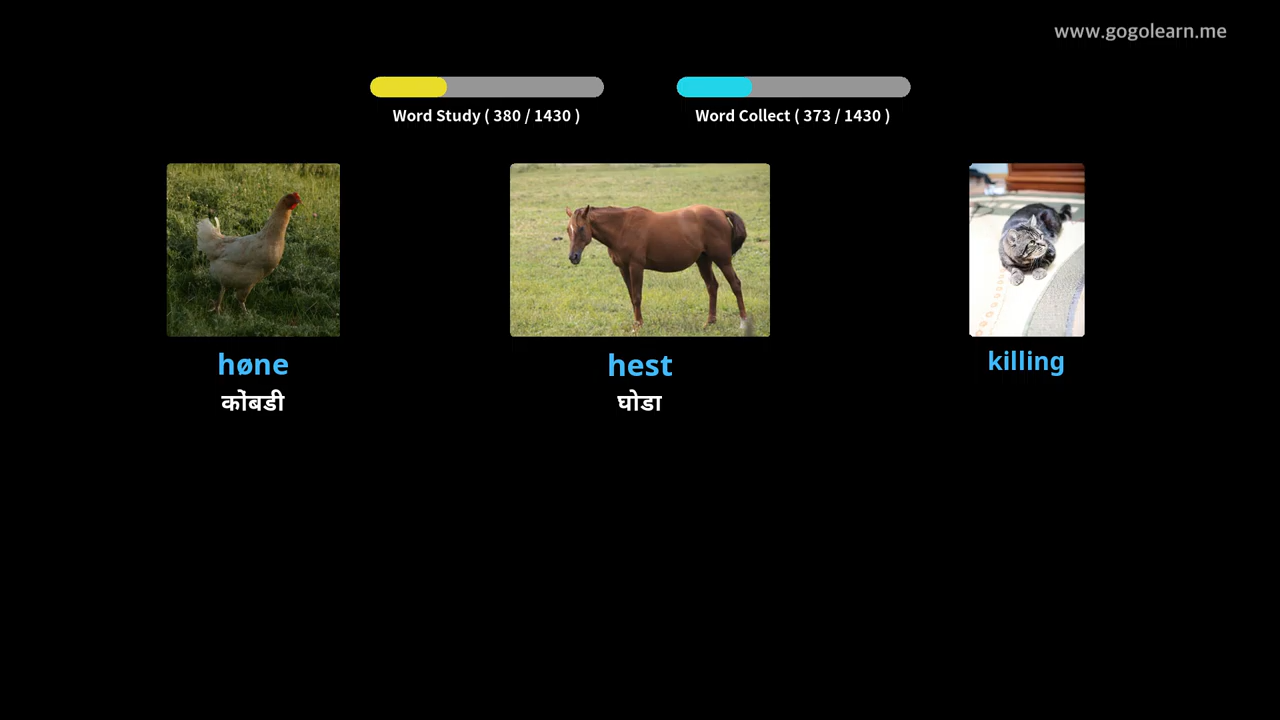 www.gogolearn.me
Word Study ( 380 / 1430 )
Word Collect ( 373 / 1430 )
høne
hest
killing
कोंबडी
घोडा